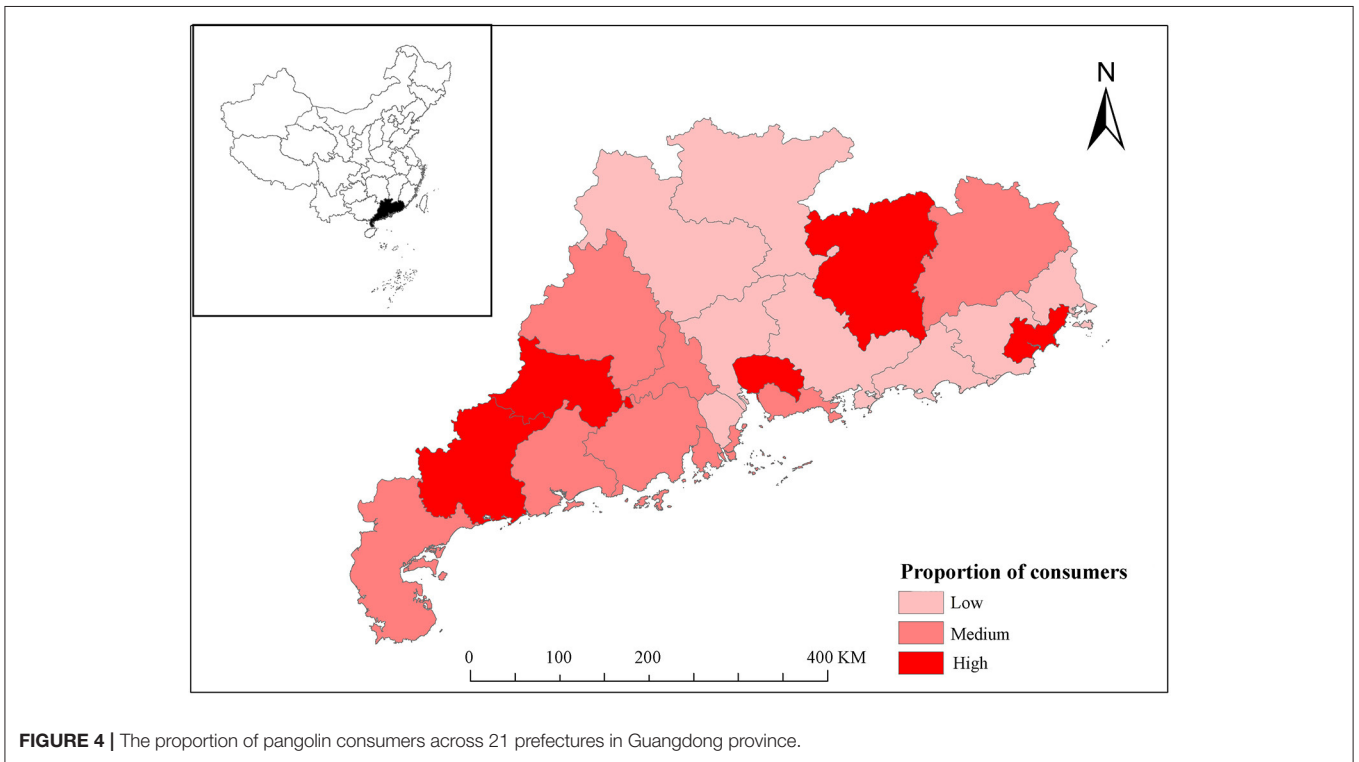 N
Proportion of consumers
Low
Medium
High
0 100 200 400 KM
FIGURE 4 | The proportion of pangolin consumers across 21 prefectures in Guangdong province.